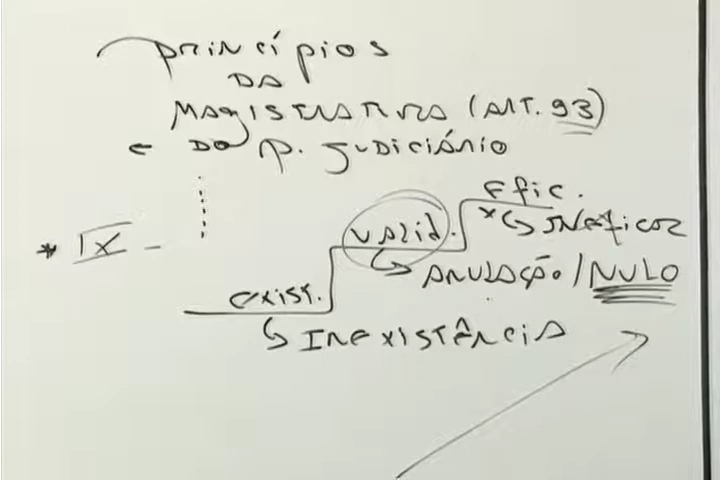 princípios
DA
MAGISTRATURA (ART. 93)
e DO P. JUDICIÁRIO
* IX -
Efic.
* INEFICAZ
VALID.
ANULAÇÃO / NULO
EXIST.
INEXISTÊNCIA